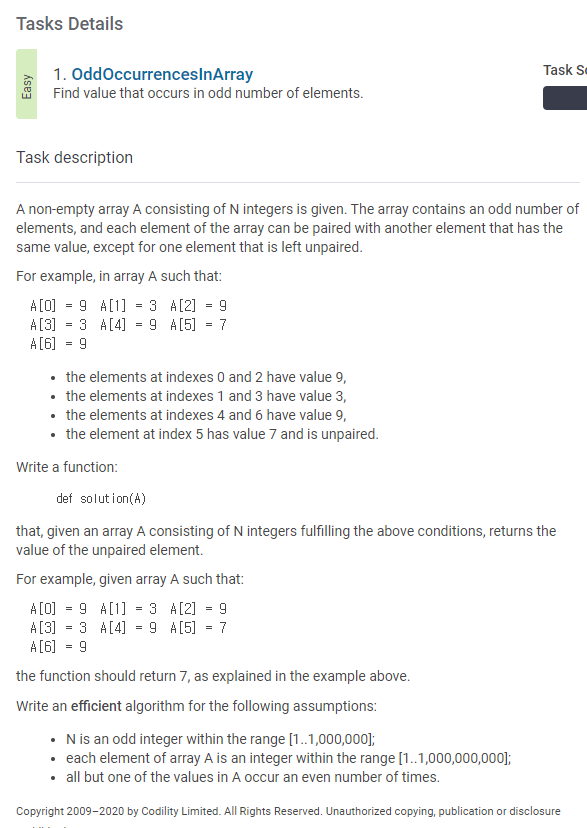 Tasks Details
Easy
1. OddOccurrencesInArray
Find value that occurs in odd number of elements.
Task
Task description
A non-empty array A consisting of N integers is given. The array contains an odd number of
elements, and each element of the array can be paired with another element that has the
same value, except for one element that is left unpaired.
For example, in array A such that:
A[0] = 9 A[1] = 3 A[2] = 9
A[3] = 3 A[4] = 9 A[5] = 7
A[6] = 9
• the elements at indexes 0 and 2 have value 9,
• the elements at indexes 1 and 3 have value 3,
• the elements at indexes 4 and 6 have value 9,
• the element at index 5 has value 7 and is unpaired.
Write a function:
def solution(A)
that, given an array A consisting of N integers fulfilling the above conditions, returns the
value of the unpaired element.
For example, given array A such that:
A[0] = 9 A[1] = 3 A[2] = 9
A[3] = 3 A[4] = 9 A[5] = 7
A[6] = 9
the function should return 7, as explained in the example above.
Write an efficient algorithm for the following assumptions:
• N is an odd integer within the range [1..1,000,000];
• each element of array A is an integer within the range [1..1,000,000,000];
• all but one of the values in A occur an even number of times.
Copyright 2009–2020 by Codility Limited. All Rights Reserved. Unauthorized copying, publication or disclosure